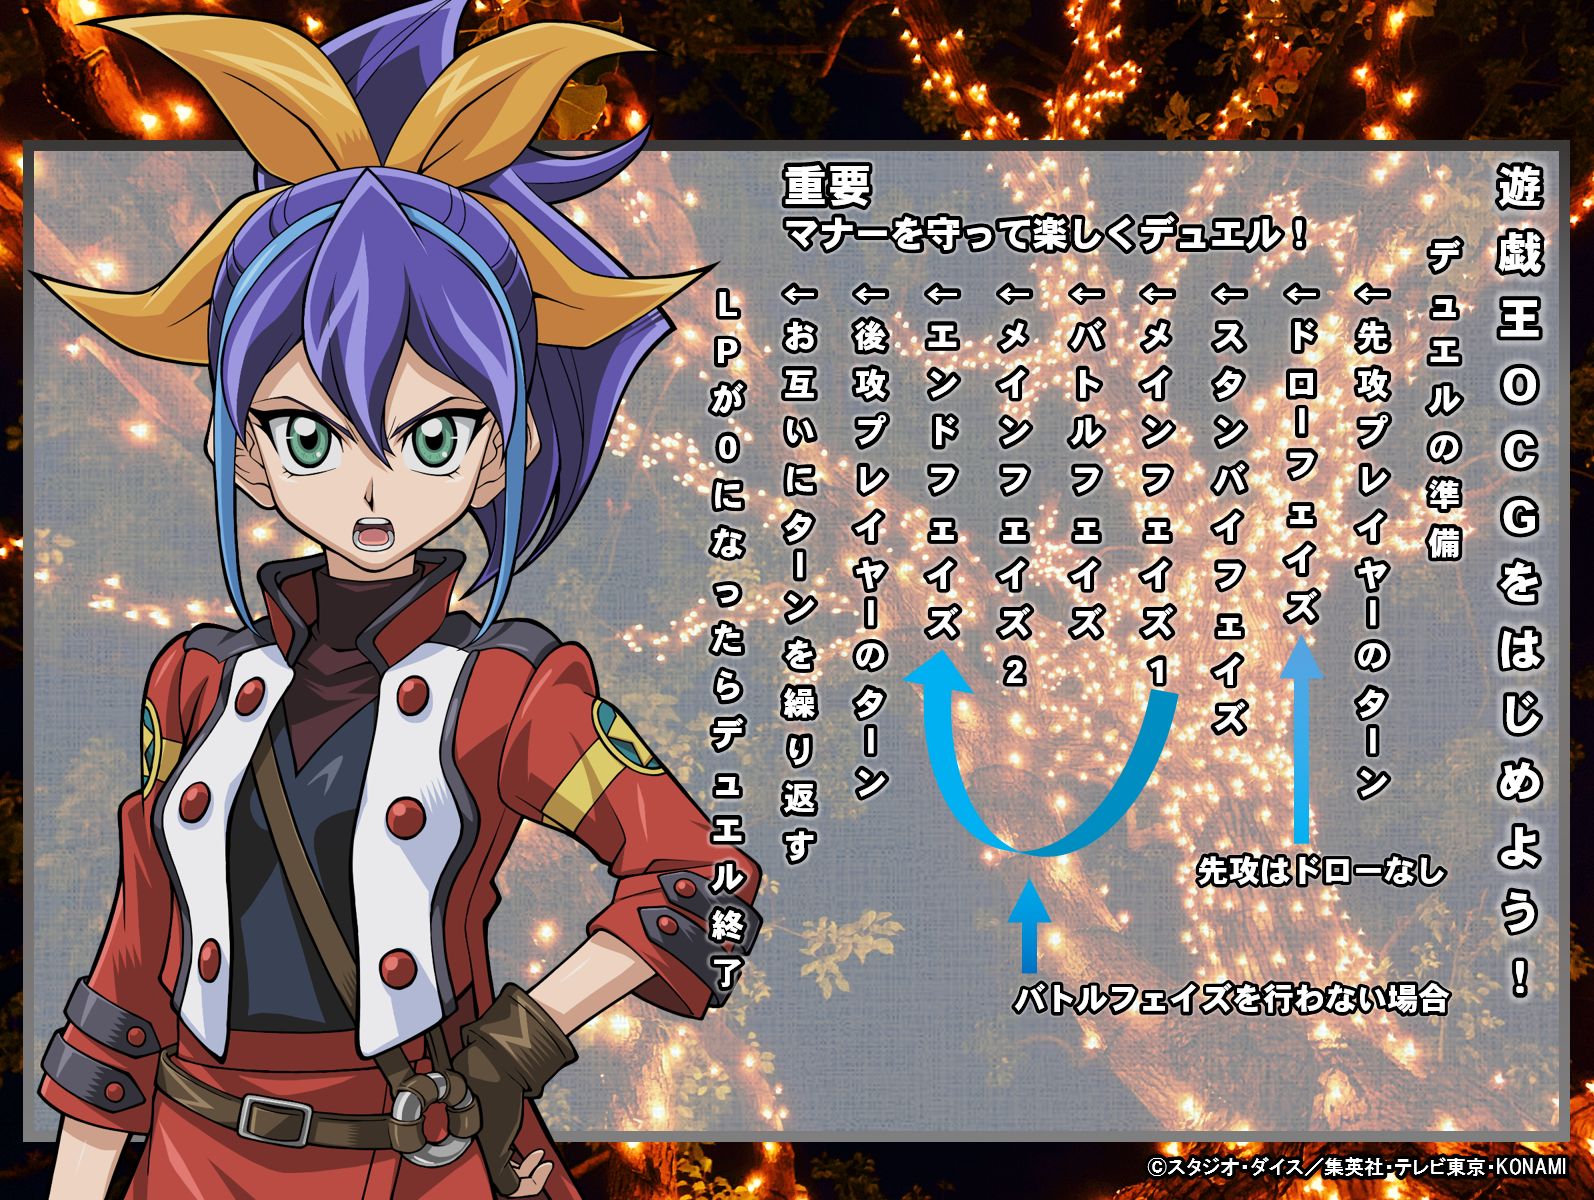 遊戯王OCGをはじめよう！
デュエルの準備
←先攻プレイヤーのターン
←ドローフェイズ
←スタンバイフェイズ
←メインフェイズ1
←バトルフェイズ
←メインフェイズ2
←エンドフェイズ
←後攻プレイヤーのターン
←お互いにターンを繰り返す
LPが0になったらデュエル終了
重要
マナーを守って楽しくデュエル！
先攻はドローなし
バトルフェイズを行わない場合
©スタジオ・ダイス／集英社・テレビ東京・KONAMI